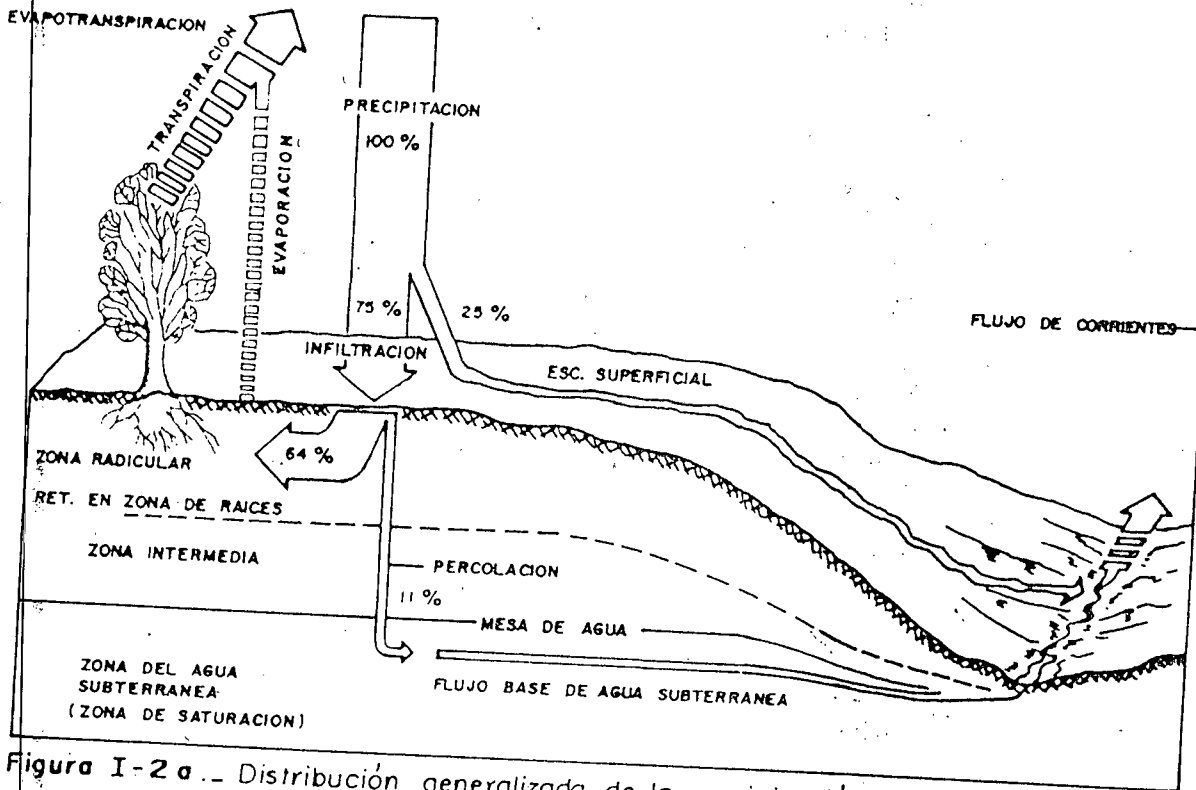 EVAPOTRANSPIRACION
TRANSPIRACION
EVAPORACION
PRECIPITACION
100 %
75 %
25 %
INFILTRACION
ESC. SUPERFICIAL
FLUJO DE CORRIENTES
64 %
ZONA RADICULAR
RET. EN ZONA DE RAICES
ZONA INTERMEDIA
PERCOLACION
11 %
MESA DE AGUA
ZONA DEL AGUA
SUBTERRANEA
(ZONA DE SATURACION)
FLUJO BASE DE AGUA SUBTERRANEA
Figura I-2a._ Distribución generalizada de la